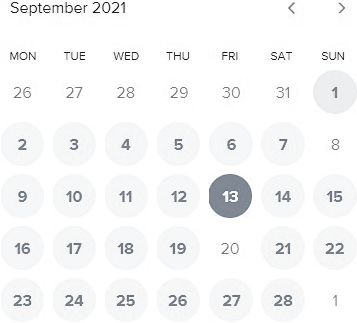 September 2021
MON TUE WED THU FRI SAT SUN
26 27 28 29 30 31 1
2 3 4 5 6 7 8
9 10 11 12 13 14 15
16 17 18 19 20 21 22
23 24 25 26 27 28 1